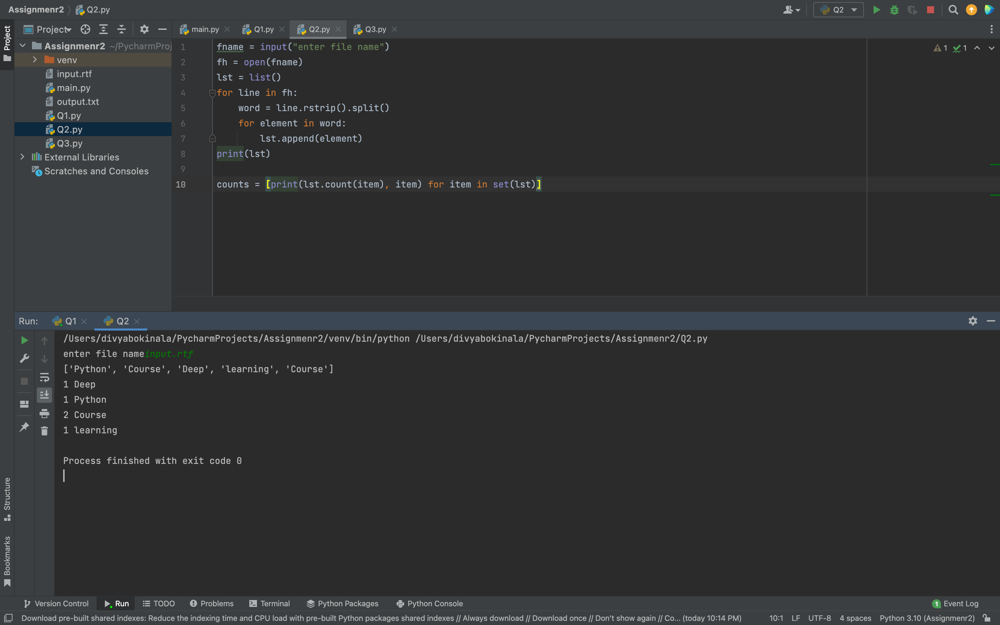 Assignmenr2 Q2.py Q2
Project main.py Q1.py Q2.py Q3.py
Project
Assignmenr2 ~/PycharmProj
venv
input.rtf
main.py
output.txt
Q1.py
Q2.py
Q3.py
External Libraries
Scratches and Consoles
1 fname = input("enter file name")
2 fh = open(fname)
3 lst = list()
4 for line in fh:
5 word = line.rstrip().split()
6 for element in word:
7 lst.append(element)
8 print(lst)
9
10 counts = [print(lst.count(item), item) for item in set(lst)]
1 1
Run: Q1 Q2
/Users/divyabokinala/PycharmProjects/Assignmenr2/venv/bin/python /Users/divyabokinala/PycharmProjects/Assignmenr2/Q2.py
enter file nameinput.rtf
['Python', 'Course', 'Deep', 'learning', 'Course']
1 Deep
1 Python
2 Course
1 learning
Process finished with exit code 0
Structure
Bookmarks
Version Control Run TODO Problems Terminal Python Packages Python Console 1 Event Log
Download pre-built shared indexes: Reduce the indexing time and CPU load with pre-built Python packages shared indexes // Always download // Download once // Don't show again // Co... (today 10:14 PM) 10:1 LF UTF-8 4 spaces Python 3.10 (Assignmenr2)